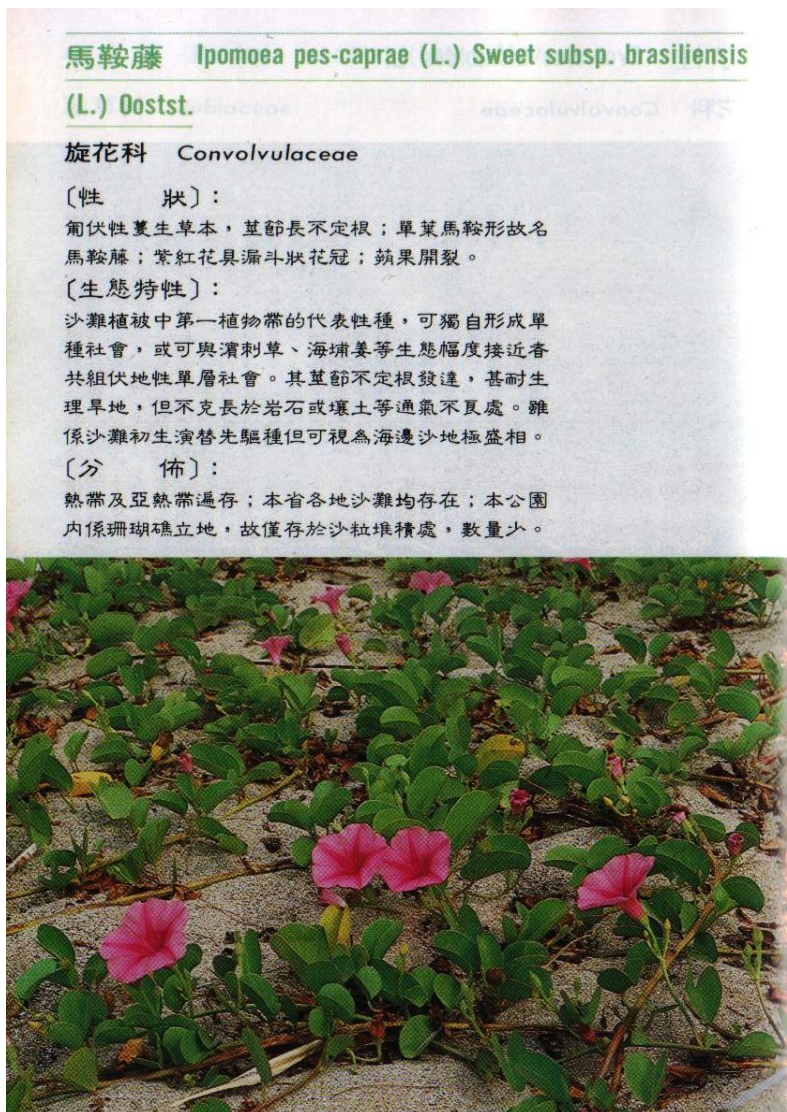 馬鞍藤 Ipomoea pes-caprae (L.) Sweet subsp. brasiliensis
(L.) Oostst.
旋花科 Convolvulaceae
〔性 狀〕:
匍伏性蔓生草本，莖節長不定根；單葉馬鞍形故名
馬鞍藤；紫紅花具漏斗狀花冠；蒴果開裂。
〔生態特性〕:
沙灘植被中第一植物帶的代表性種，可獨自形成單
種社會，或可與濱刺草、海埔姜等生態幅度接近者
共組伏地性單層社會。其莖節不定根發達，甚耐生
理旱地，但不克長於岩石或壤土等通氣不良處。雖
係沙灘初生演替先驅種但可視為海邊沙地極盛相。
〔分 佈〕:
熱帶及亞熱帶遍存；本省各地沙灘均存在；本公園
內係珊瑚礁立地，故僅存於沙粒堆積處，數量少。